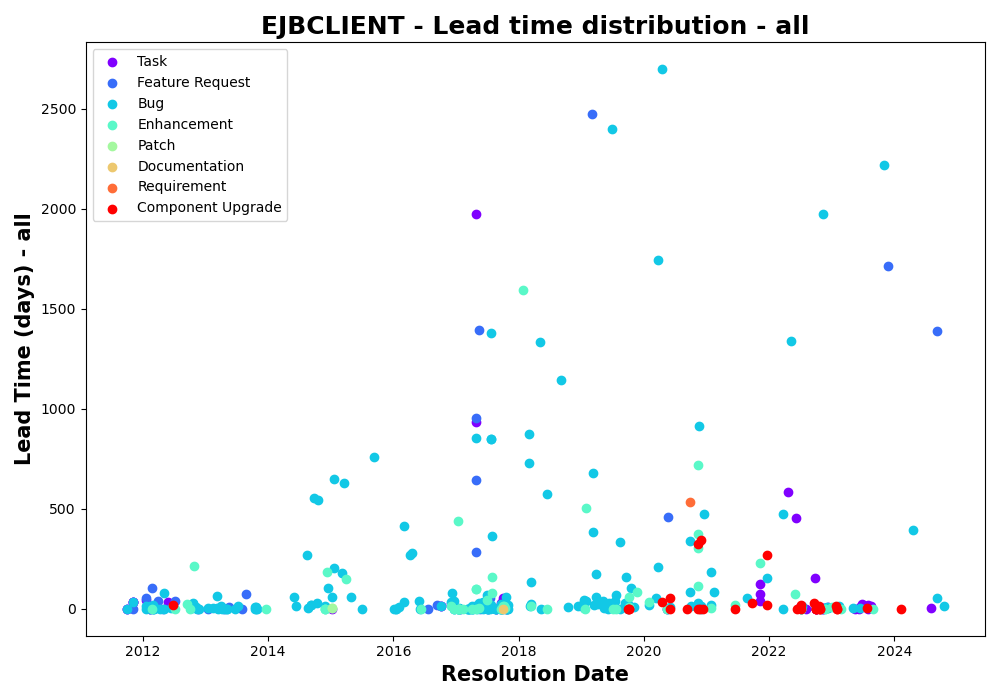 EJBCLIENT - Lead time distribution - all
Task
Feature Request
Bug
Enhancement
Patch
Documentation
Requirement
Component Upgrade
2500
2000
1500
1000
500
0
Lead Time (days) - all
2012 2014 2016 2018 2020 2022 2024
Resolution Date